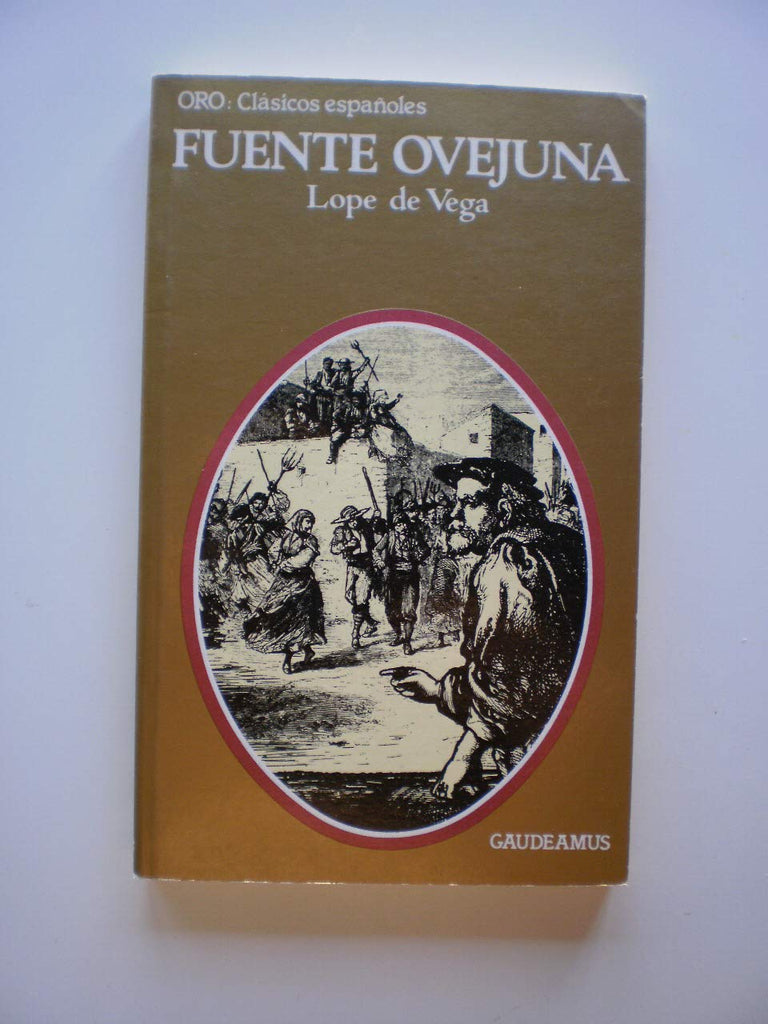 ORO: Clásicos españoles
FUENTE OVEJUNA
Lope de Vega
GAUDEAMUS